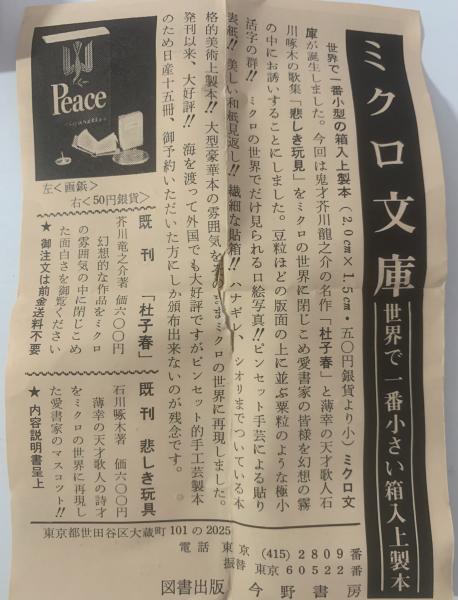 ミクロ文庫
世界で一番小さい箱入上製本
世界で一番小型の箱入上製本（2.0cm×1.5cm・五〇円銀貨より小）ミクロ文
庫が誕生しました。今回は鬼才芥川龍之介の名作「杜子春」と薄幸の天才歌人石
川啄木の歌集「悲しき玩具」をミクロの世界に閉じこめ愛書家の皆様を幻想の霧
の中にお誘いすることにしました。豆粒ほどの版面の上に並ぶ粟粒のような極小
活字の群!! ミクロの世界でだけ見られる口絵写真!!ピンセット手芸による貼り
表紙!! 美しい和紙見返し!! 繊細な貼箱!! ハナギレ、シオリまでついている本
格的美術上製本!! 大型豪華本の雰囲気をそのままミクロの世界に再現しました。
発刊以来、大好評!! 海を渡って外国でも大好評ですがピンセット的手工芸製本
のため日産十五冊、御予約いただいた方にしか頒布出来ないのが残念です。
Peace
左＜画鋲＞
右＜50円銀貨＞
既刊 「杜子春」
芥川竜之介著 価六〇〇円
幻想的な作品をミクロ
の雰囲気の中に閉じこめ
た面白さを御覧ください
★ 御注文は前金送料不要
既刊 悲しき玩具
石川啄木著 価六〇〇円
薄幸の天才歌人の詩才
をミクロの世界に再現し
た愛書家のマスコット!!
★ 内容説明書呈上
東京都世田谷区大蔵町101の2025
電話 東京 (415) 2809番
振替 東京 60522番
図書出版 今野書房